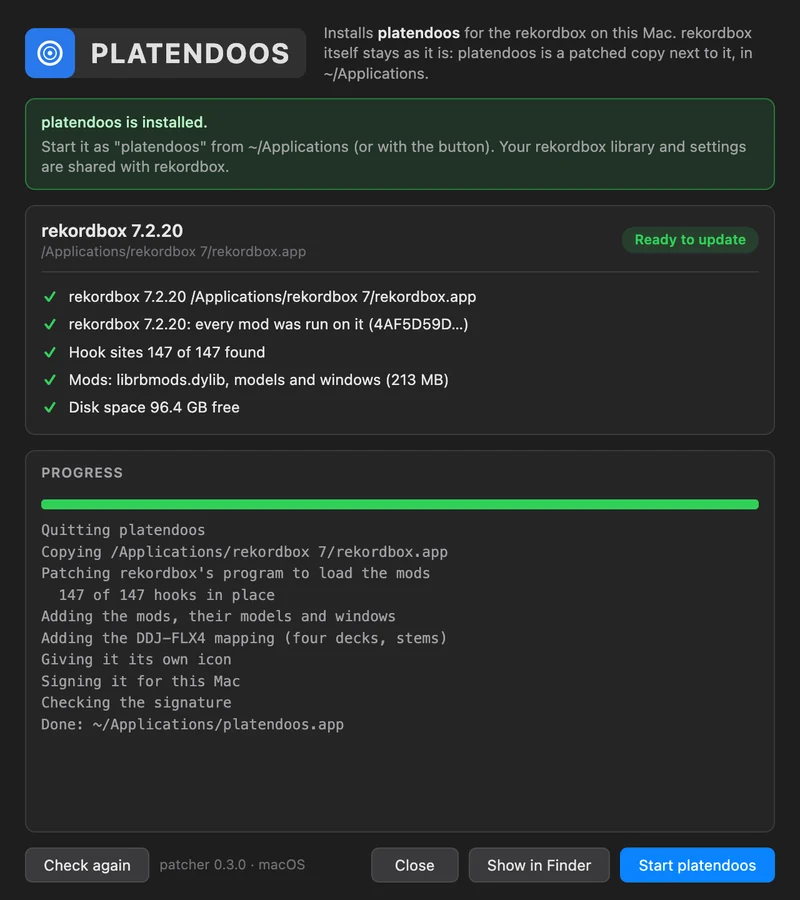 PLATENDOOS
Installs platendoos for the rekordbox on this Mac. rekordbox
itself stays as it is: platendoos is a patched copy next to it, in
~/Applications.
platendoos is installed.
Start it as "platendoos" from ~/Applications (or with the button). Your rekordbox library and settings
are shared with rekordbox.
rekordbox 7.2.20
/Applications/rekordbox 7/rekordbox.app
Ready to update
✓ rekordbox 7.2.20 /Applications/rekordbox 7/rekordbox.app
✓ rekordbox 7.2.20: every mod was run on it (4AF5D59D…)
✓ Hook sites 147 of 147 found
✓ Mods: librbmods.dylib, models and windows (213 MB)
✓ Disk space 96.4 GB free
PROGRESS
Quitting platendoos
Copying /Applications/rekordbox 7/rekordbox.app
Patching rekordbox's program to load the mods
147 of 147 hooks in place
Adding the mods, their models and windows
Adding the DDJ-FLX4 mapping (four decks, stems)
Giving it its own icon
Signing it for this Mac
Checking the signature
Done: ~/Applications/platendoos.app
Check again
patcher 0.3.0 · macOS
Close
Show in Finder
Start platendoos